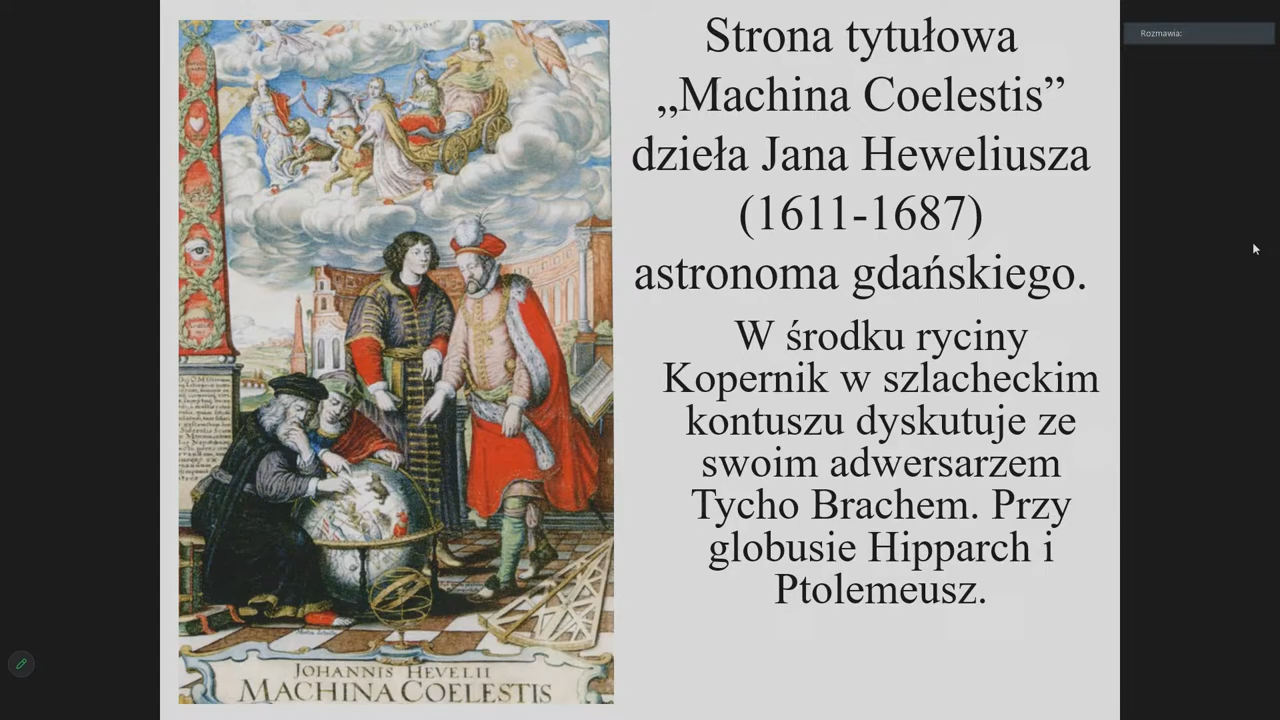 Strona tytułowa
„Machina Coelestis”
dzieła Jana Heweliusza
(1611-1687)
astronoma gdańskiego.
W środku ryciny
Kopernik w szlacheckim
kontuszu dyskutuje ze
swoim adwersarzem
Tycho Brachem. Przy
globusie Hipparch i
Ptolemeusz.
Rozmawia:
JOHANNIS HEVELII
MACHINA COELESTIS